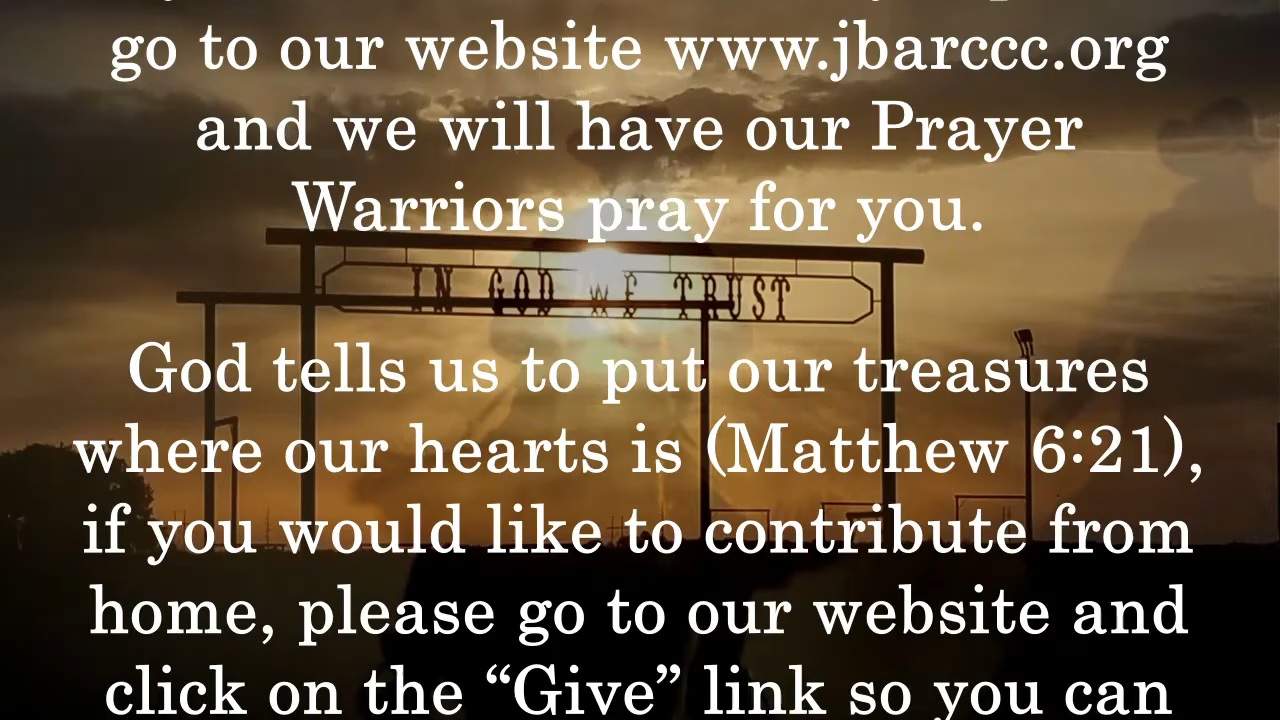 go to our website www.jbarccc.org
and we will have our Prayer
Warriors pray for you.
IN GOD WE TRUST
God tells us to put our treasures
where our hearts is (Matthew 6:21),
if you would like to contribute from
home, please go to our website and
click on the “Give” link so you can